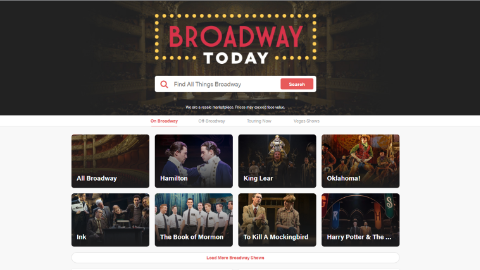 BROADWAY
TODAY
Find All Things Broadway
Search
We are a resale marketplace. Prices may exceed face value.
On Broadway
Off Broadway
Touring Now
Vegas Shows
All Broadway
Hamilton
King Lear
Oklahoma!
Ink
The Book of Mormon
To Kill A Mockingbird
Harry Potter & The ...
Load More Broadway Shows